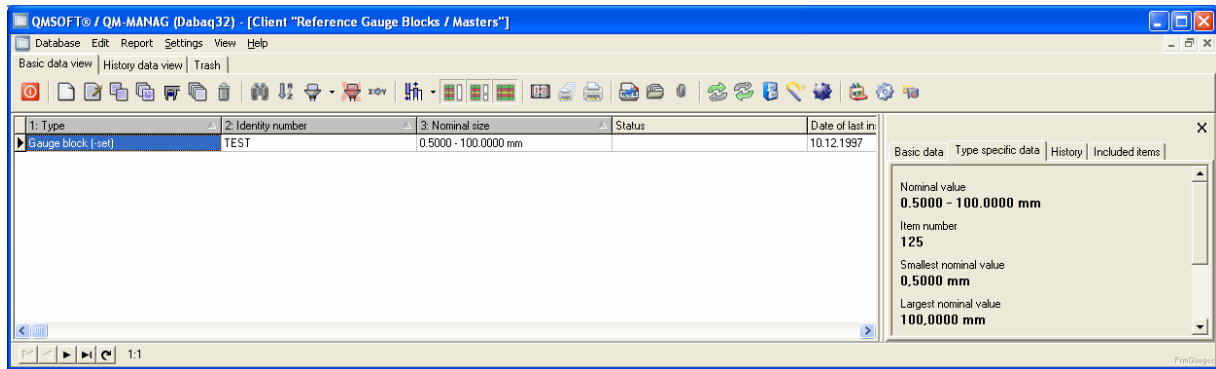 QMSOFT® / QM-MANAG (Dabaq32) - [Client "Reference Gauge Blocks / Masters"]
Database Edit Report Settings View Help
Basic data view History data view Trash
1: Type 2: Identity number 3: Nominal size Status Date of last in
Gauge block (-set) TEST 0.5000 - 100.0000 mm 10.12.1997
Basic data Type specific data History Included items
Nominal value
0.5000 - 100.0000 mm
Item number
125
Smallest nominal value
0,5000 mm
Largest nominal value
100,0000 mm
1:1
FrmGauges